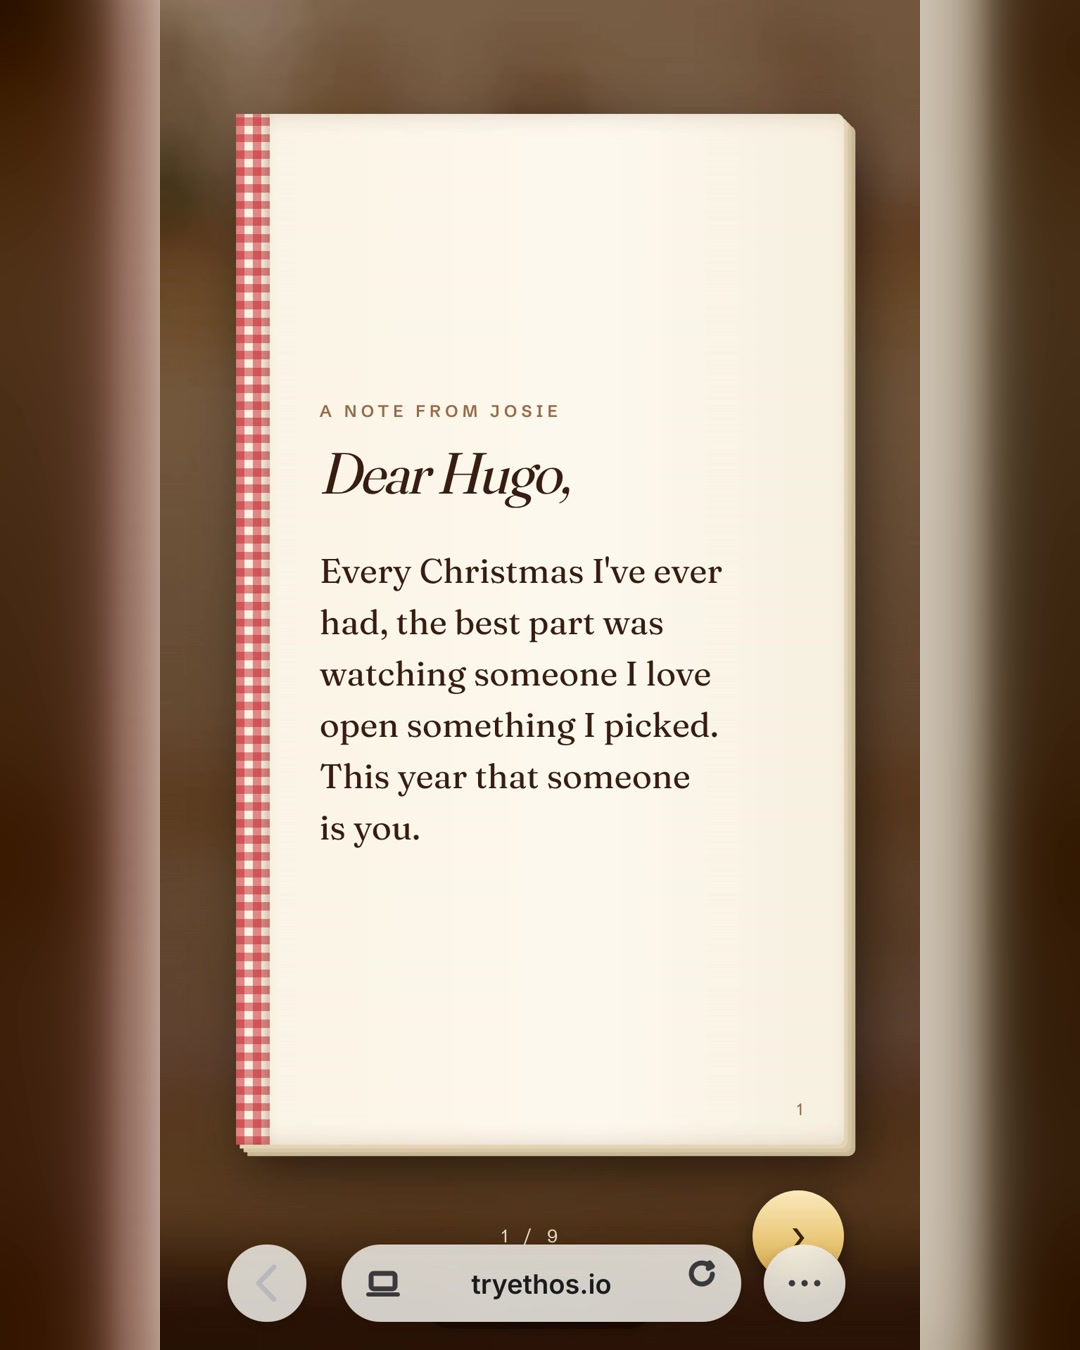 A NOTE FROM JOSIE
Dear Hugo,
Every Christmas I've ever
had, the best part was
watching someone I love
open something I picked.
This year that someone
is you.
1
1 / 9
tryethos.io